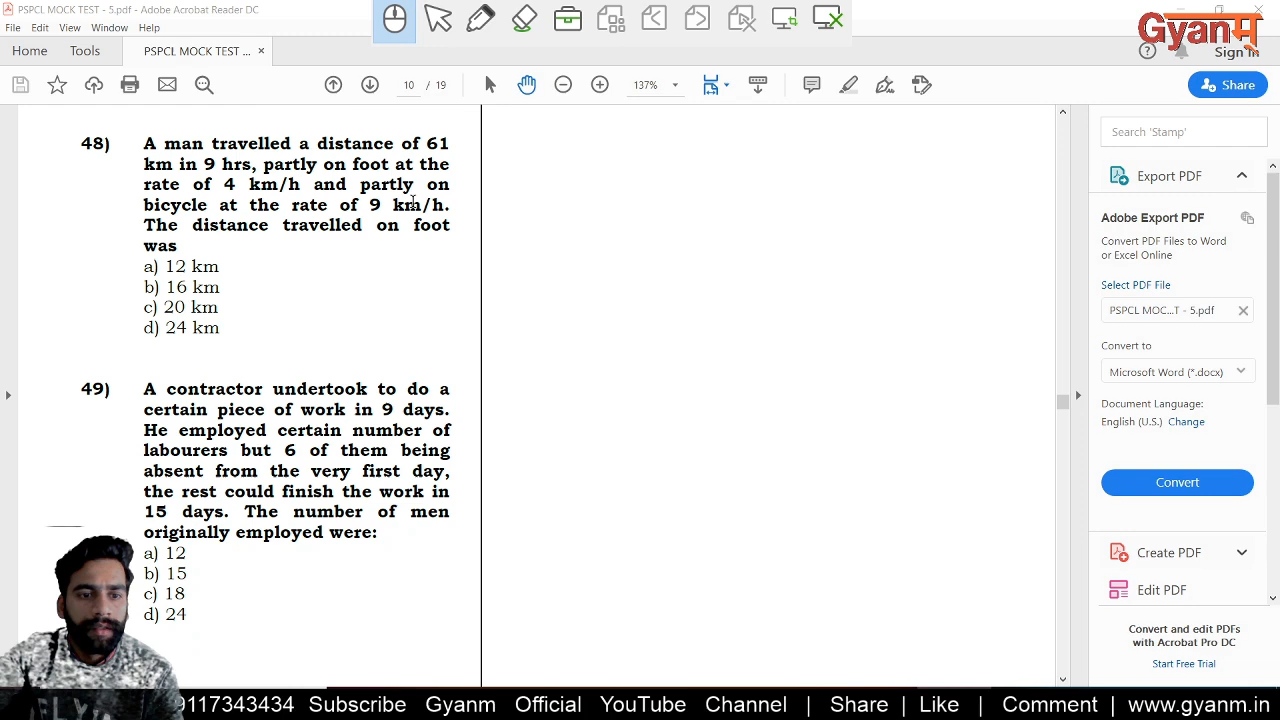 PSPCL MOCK TEST - 5.pdf - Adobe Acrobat Reader DC
File Edit View Window Help
Gyanम्
Home Tools PSPCL MOCK TEST ... ×
Sign In
10 / 19
137%
Share
48) A man travelled a distance of 61
km in 9 hrs, partly on foot at the
rate of 4 km/h and partly on
bicycle at the rate of 9 km/h.
The distance travelled on foot
was
a) 12 km
b) 16 km
c) 20 km
d) 24 km
49) A contractor undertook to do a
certain piece of work in 9 days.
He employed certain number of
labourers but 6 of them being
absent from the very first day,
the rest could finish the work in
15 days. The number of men
originally employed were:
a) 12
b) 15
c) 18
d) 24
Search 'Stamp'
Export PDF
Adobe Export PDF
Convert PDF Files to Word
or Excel Online
Select PDF File
PSPCL MOC...T - 5.pdf
Convert to
Microsoft Word (*.docx)
Document Language:
English (U.S.) Change
Convert
Create PDF
Edit PDF
Convert and edit PDFs
with Acrobat Pro DC
Start Free Trial
9117343434 Subscribe Gyanm Official YouTube Channel | Share | Like | Comment | www.gyanm.in